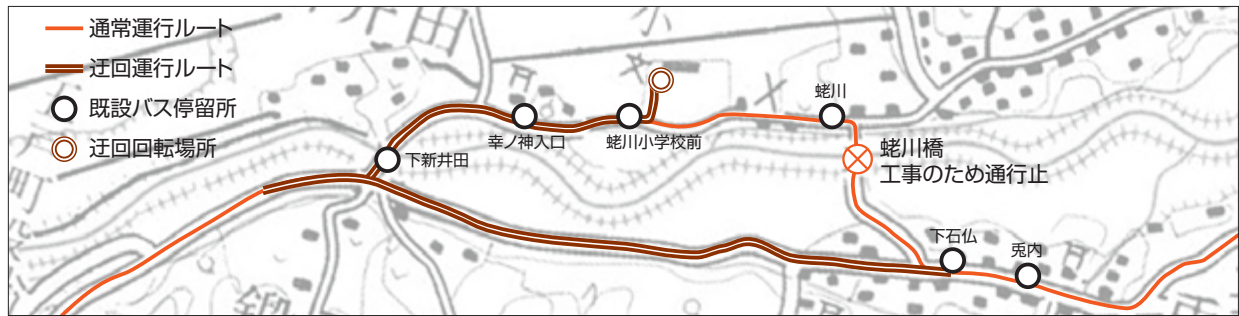 通常運行ルート
迂回運行ルート
既設バス停留所
迂回回転場所
下新井田
幸ノ神入口
蛯川小学校前
蛯川
蛯川橋
工事のため通行止
下石仏
兎内